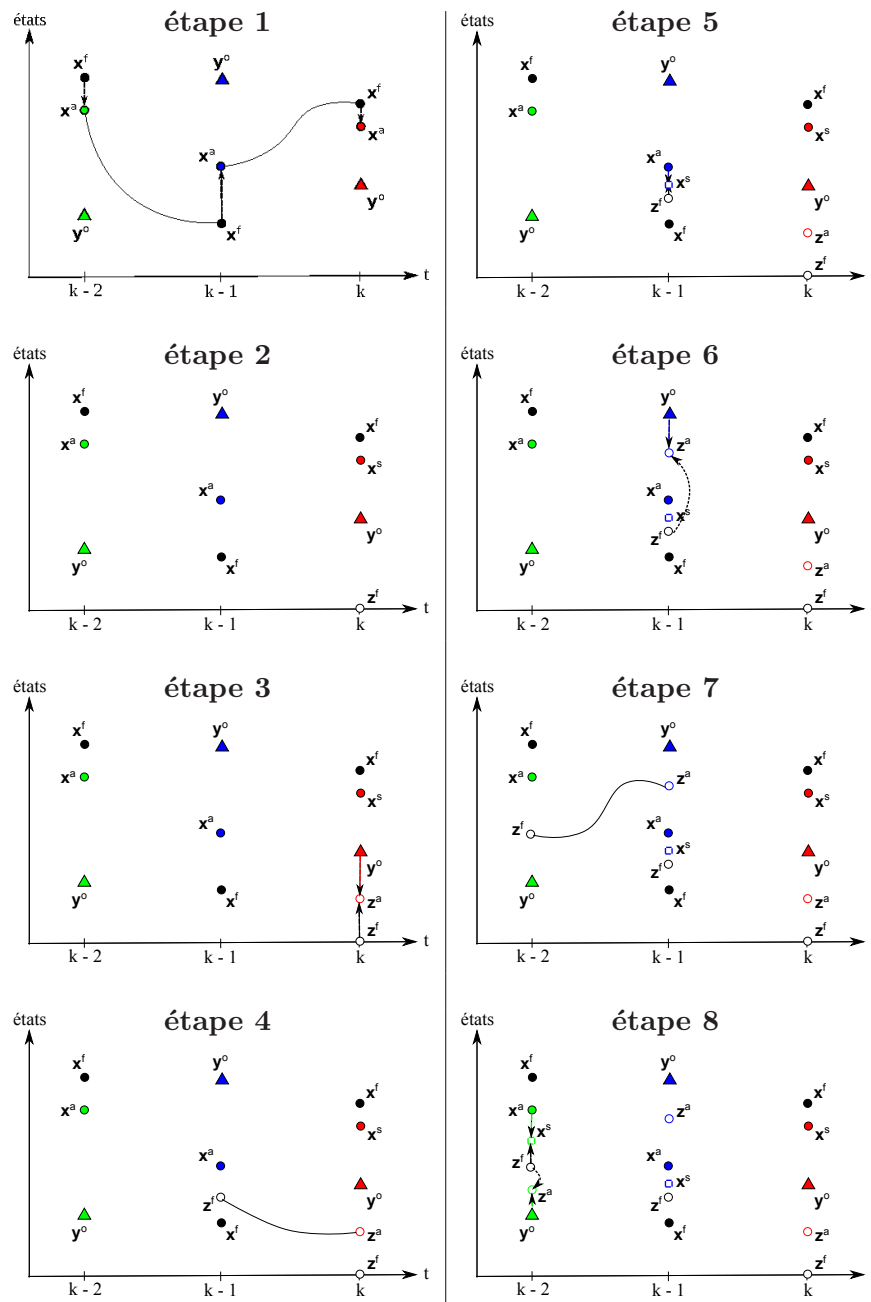 étape 1
états
x^f
y^o
x^f
x^a
x^a
x^a
y^o
y^o
x^f
t
k - 2
k - 1
k
étape 5
états
x^f
y^o
x^f
x^a
x^s
x^a
x^s
z^f
y^o
y^o
x^f
z^a
z^f
k - 2
k - 1
k
étape 2
états
x^f
y^o
x^f
x^a
x^s
x^a
y^o
y^o
x^f
z^f
t
k - 2
k - 1
k
étape 6
états
x^f
y^o
x^f
x^a
z^a
x^s
x^a
x^s
z^f
y^o
y^o
x^f
z^a
z^f
k - 2
k - 1
k
étape 3
états
x^f
y^o
x^f
x^a
x^s
x^a
y^o
y^o
x^f
z^a
z^f
t
k - 2
k - 1
k
étape 7
états
x^f
y^o
x^f
x^a
z^a
x^s
z^f
x^a
x^s
z^f
y^o
y^o
x^f
z^a
z^f
k - 2
k - 1
k
étape 4
états
x^f
y^o
x^f
x^a
x^s
x^a
z^f
y^o
y^o
x^f
z^a
z^f
t
k - 2
k - 1
k
étape 8
états
x^f
y^o
x^f
x^a
z^a
x^s
x^s
z^f
x^a
x^s
z^a
z^f
y^o
y^o
x^f
z^a
z^f
k - 2
k - 1
k